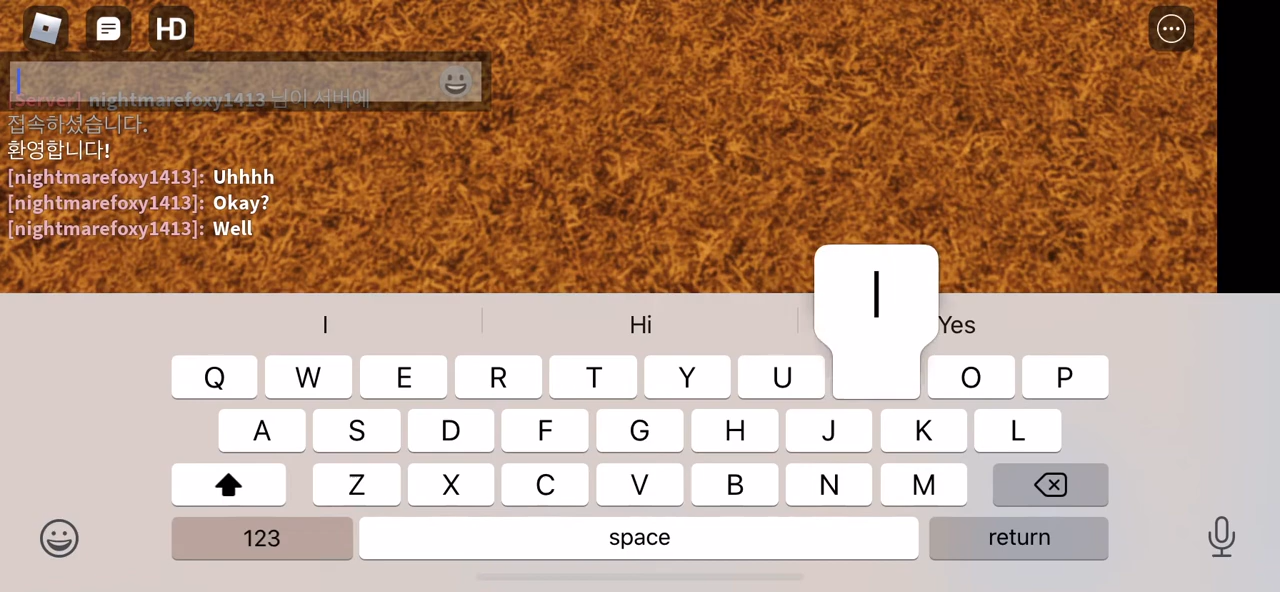 HD
[Server] nightmarefoxy1413 님이 서버에
접속하셨습니다.
환영합니다!
[nightmarefoxy1413]: Uhhhh
[nightmarefoxy1413]: Okay?
[nightmarefoxy1413]: Well
I Hi Yes
Q W E R T Y U I O P
A S D F G H J K L
Z X C V B N M
123 space return